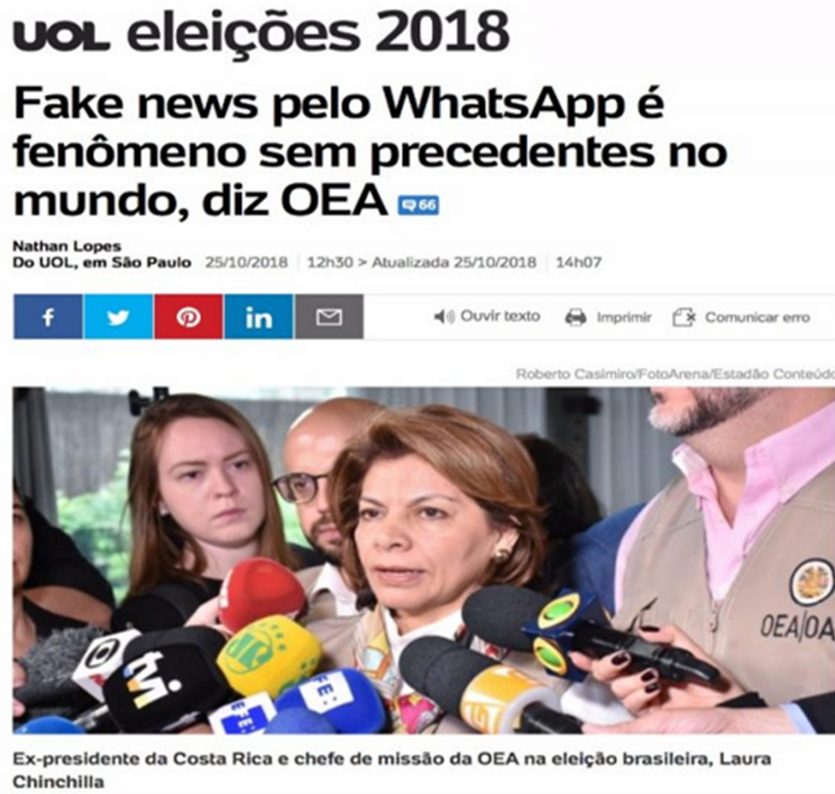 UOL eleições 2018
Fake news pelo WhatsApp é
fenômeno sem precedentes no
mundo, diz OEA 66
Nathan Lopes
Do UOL, em São Paulo 25/10/2018 12h30 > Atualizada 25/10/2018 14h07
f in Ouvir texto Imprimir Comunicar erro
Roberto Casimiro/FotoArena/Estadão Conteúdo
OEA/OA
JP
Ex-presidente da Costa Rica e chefe de missão da OEA na eleição brasileira, Laura
Chinchilla